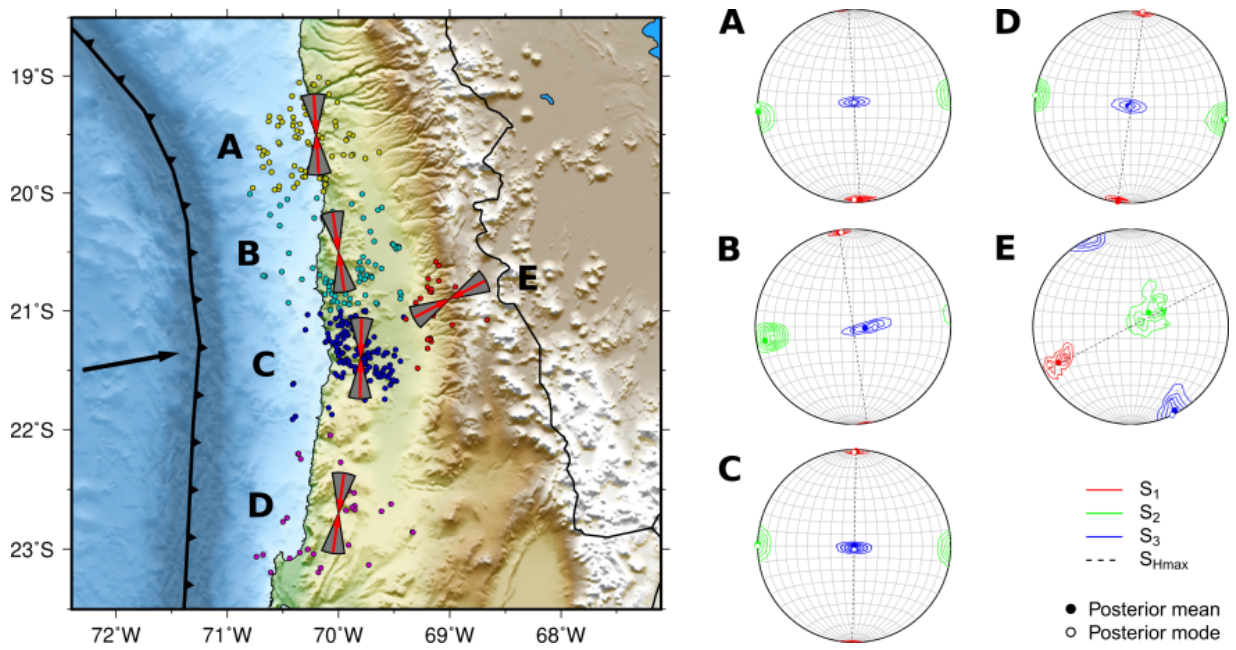 19°S
20°S
21°S
22°S
23°S
72°W
71°W
70°W
69°W
68°W
A
B
C
D
E
A
D
B
E
C
S1
S2
S3
SHmax
Posterior mean
Posterior mode